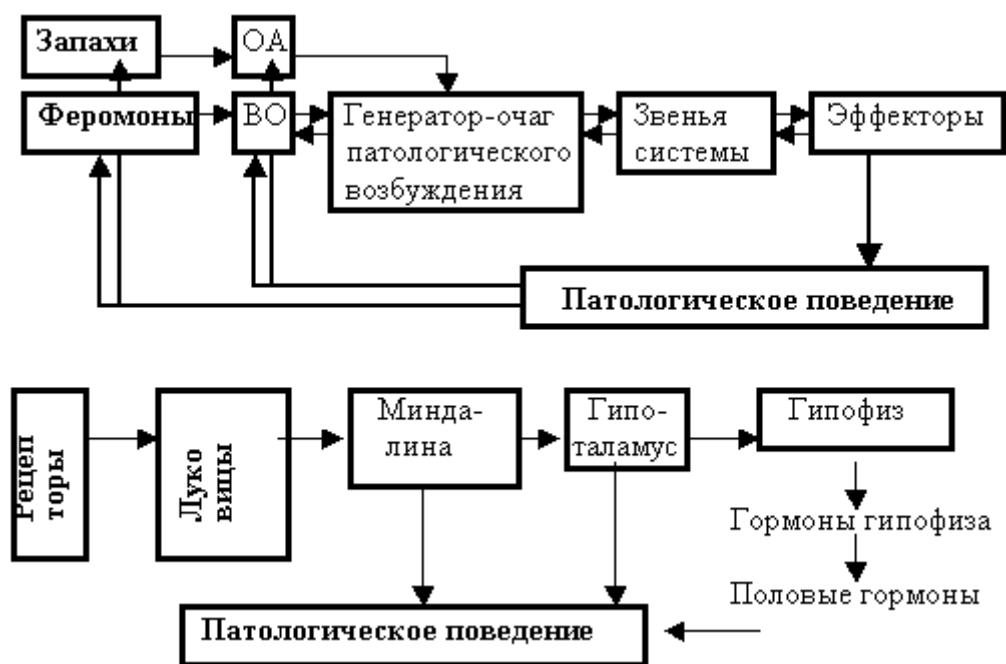 Запахи
ОА
Феромоны
ВО
Генератор-очаг
патологического
возбуждения
Звенья
системы
Эффекторы
Патологическое поведение
Рецеп
торы
Луко
вицы
Минда-
лина
Гипо-
таламус
Гипофиз
Гормоны гипофиза
Половые гормоны
Патологическое поведение